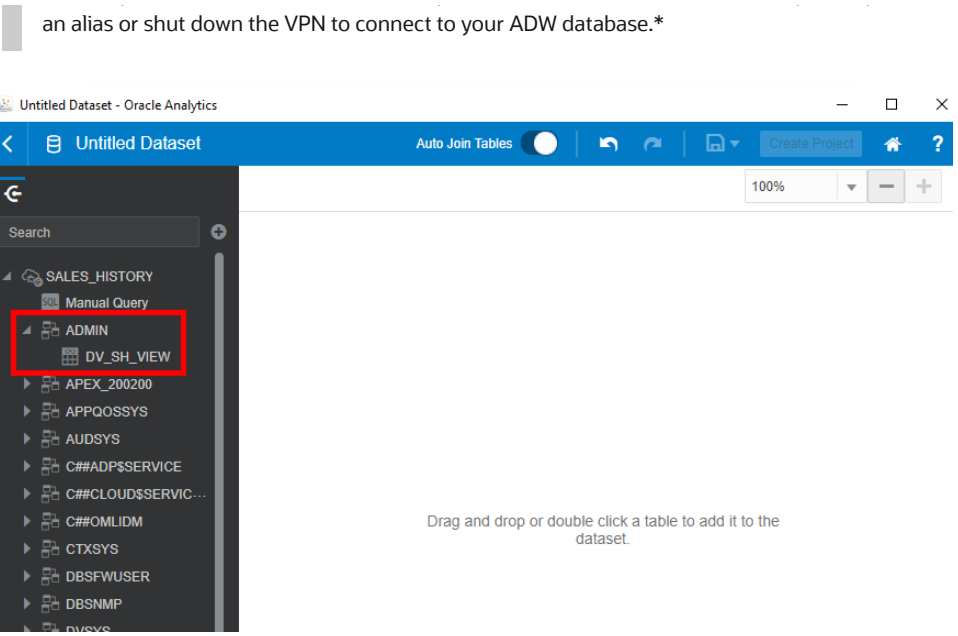 an alias or shut down the VPN to connect to your ADW database.*
Untitled Dataset - Oracle Analytics
Untitled Dataset
Auto Join Tables
Create Project
?
100%
Search
SALES_HISTORY
SQL Manual Query
ADMIN
DV_SH_VIEW
APEX_200200
APPQOSSYS
AUDSYS
C##ADP$SERVICE
C##CLOUD$SERVIC...
C##OMLIDM
CTXSYS
DBSFWUSER
DBSNMP
DVSYS
Drag and drop or double click a table to add it to the
dataset.